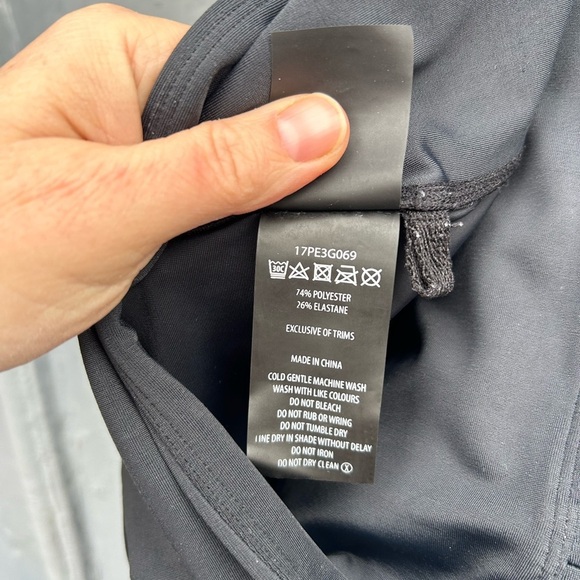 17PE3G069
30C
74% POLYESTER
26% ELASTANE
EXCLUSIVE OF TRIMS
MADE IN CHINA
COLD GENTLE MACHINE WASH
WASH WITH LIKE COLOURS
DO NOT BLEACH
DO NOT RUB OR WRING
DO NOT TUMBLE DRY
LINE DRY IN SHADE WITHOUT DELAY
DO NOT IRON
DO NOT DRY CLEAN Ⓧ